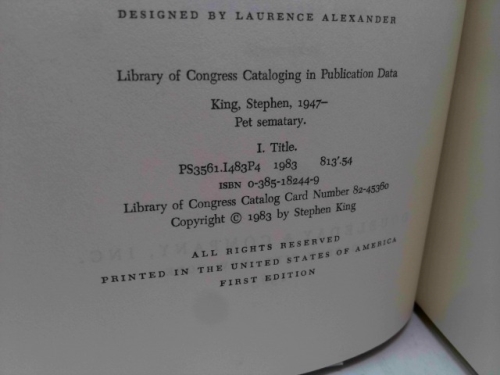 DESIGNED BY LAURENCE ALEXANDER
Library of Congress Cataloging in Publication Data
King, Stephen, 1947–
Pet sematary.
I. Title.
PS3561.I483P4 1983 813'.54
ISBN 0-385-18244-9
Library of Congress Catalog Card Number 82-45360
Copyright © 1983 by Stephen King
ALL RIGHTS RESERVED
PRINTED IN THE UNITED STATES OF AMERICA
FIRST EDITION